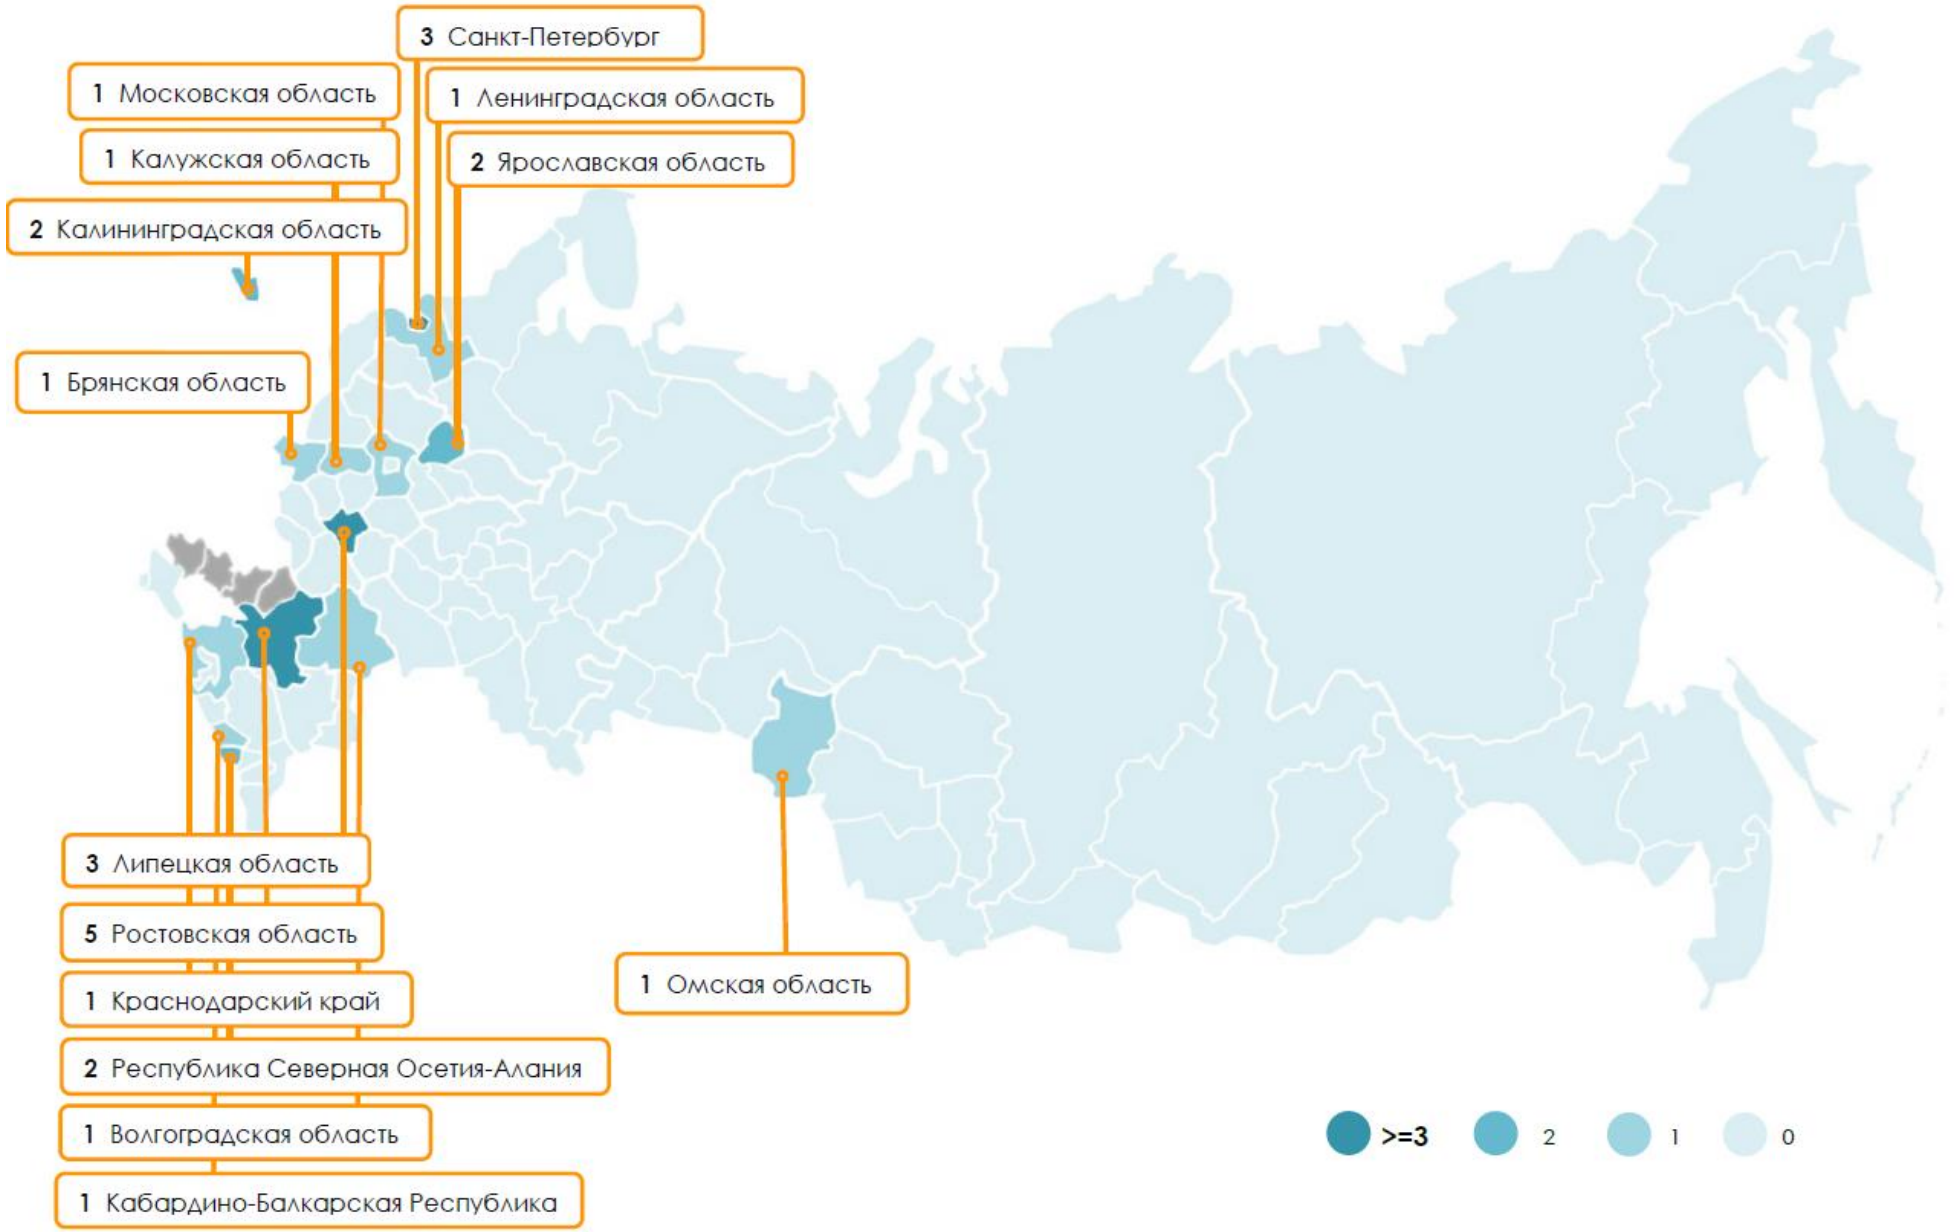 3 Санкт-Петербург
1 Московская область
1 Ленинградская область
1 Калужская область
2 Ярославская область
2 Калининградская область
1 Брянская область
3 Липецкая область
5 Ростовская область
1 Омская область
1 Краснодарский край
2 Республика Северная Осетия-Алания
1 Волгоградская область
1 Кабардино-Балкарская Республика
>=3 2 1 0